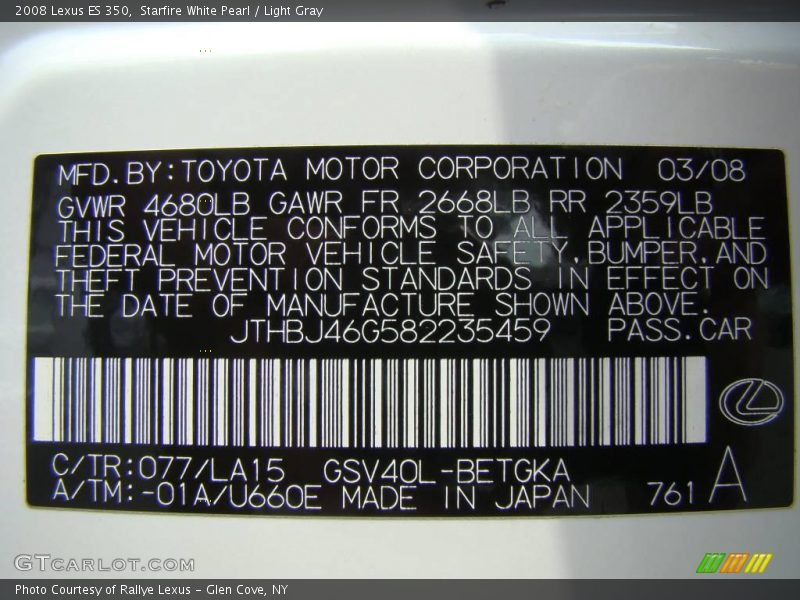 2008 Lexus ES 350,  Starfire White Pearl / Light Gray
MFD.BY:TOYOTA MOTOR CORPORATION 03/08
GVWR 4680LB GAWR FR 2668LB RR 2359LB
THIS VEHICLE CONFORMS TO ALL APPLICABLE
FEDERAL MOTOR VEHICLE SAFETY,BUMPER,AND
THEFT PREVENTION STANDARDS IN EFFECT ON
THE DATE OF MANUFACTURE SHOWN ABOVE.
JTHBJ46G582235459 PASS.CAR
C/TR:077/LA15 GSV40L-BETGKA
A/TM:-01A/U660E MADE IN JAPAN 761 A
GTCARLOT.COM
Photo Courtesy of Rallye Lexus - Glen Cove, NY